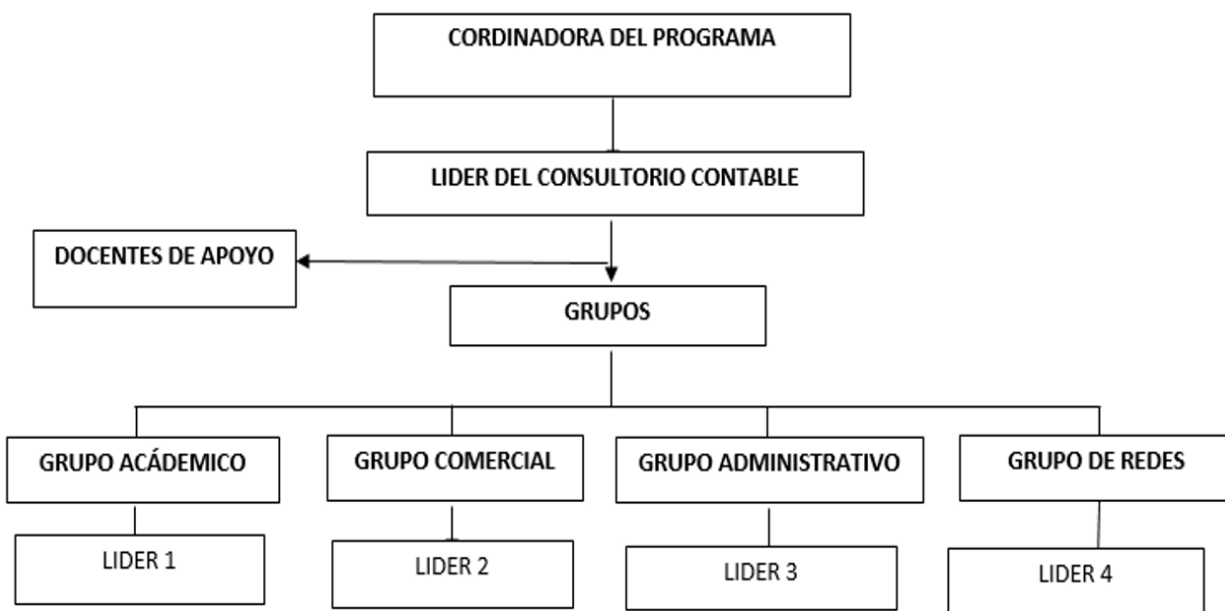 CORDINADORA DEL PROGRAMA
LIDER DEL CONSULTORIO CONTABLE
DOCENTES DE APOYO
GRUPOS
GRUPO ACÁDEMICO
GRUPO COMERCIAL
GRUPO ADMINISTRATIVO
GRUPO DE REDES
LIDER 1
LIDER 2
LIDER 3
LIDER 4